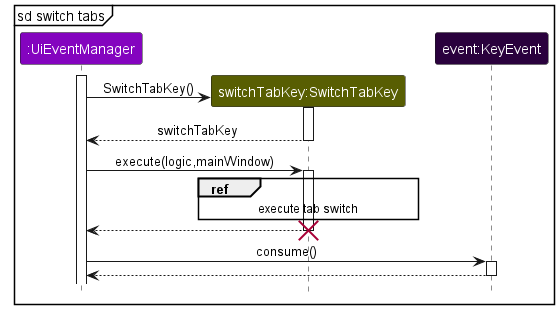 sd switch tabs
:UiEventManager
event:KeyEvent
SwitchTabKey()
switchTabKey:SwitchTabKey
switchTabKey
execute(logic,mainWindow)
ref
execute tab switch
consume()